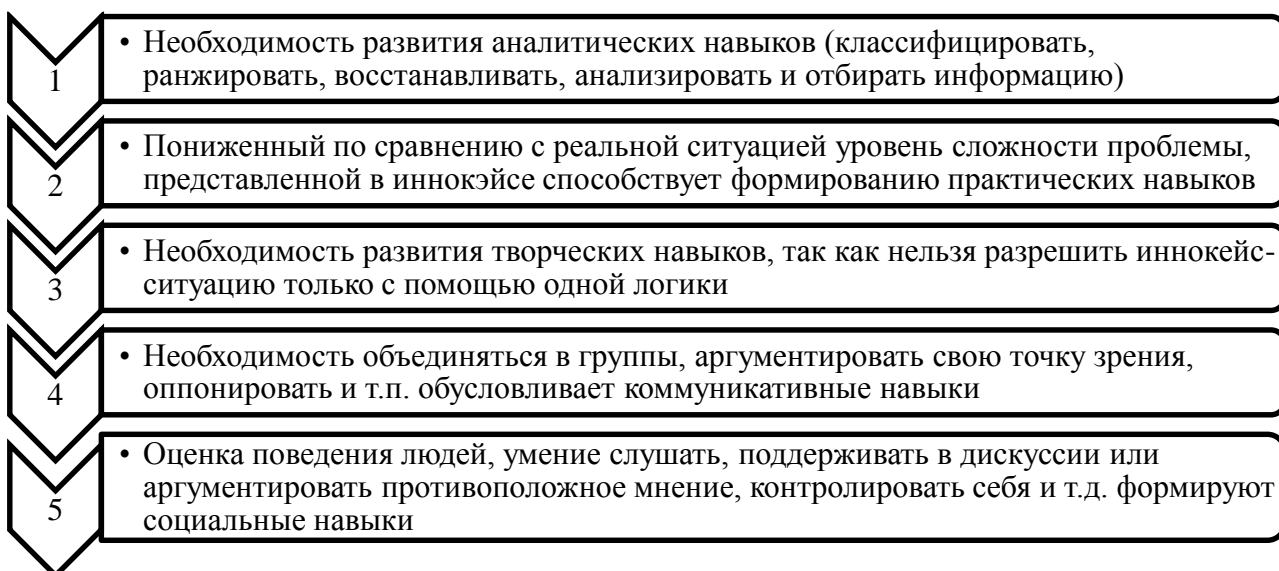 1
• Необходимость развития аналитических навыков (классифицировать,
ранжировать, восстанавливать, анализировать и отбирать информацию)
2
• Пониженный по сравнению с реальной ситуацией уровень сложности проблемы,
представленной в иннокэйсе способствует формированию практических навыков
3
• Необходимость развития творческих навыков, так как нельзя разрешить иннокейс-
ситуацию только с помощью одной логики
4
• Необходимость объединяться в группы, аргументировать свою точку зрения,
оппонировать и т.п. обусловливает коммуникативные навыки
5
• Оценка поведения людей, умение слушать, поддерживать в дискуссии или
аргументировать противоположное мнение, контролировать себя и т.д. формируют
социальные навыки